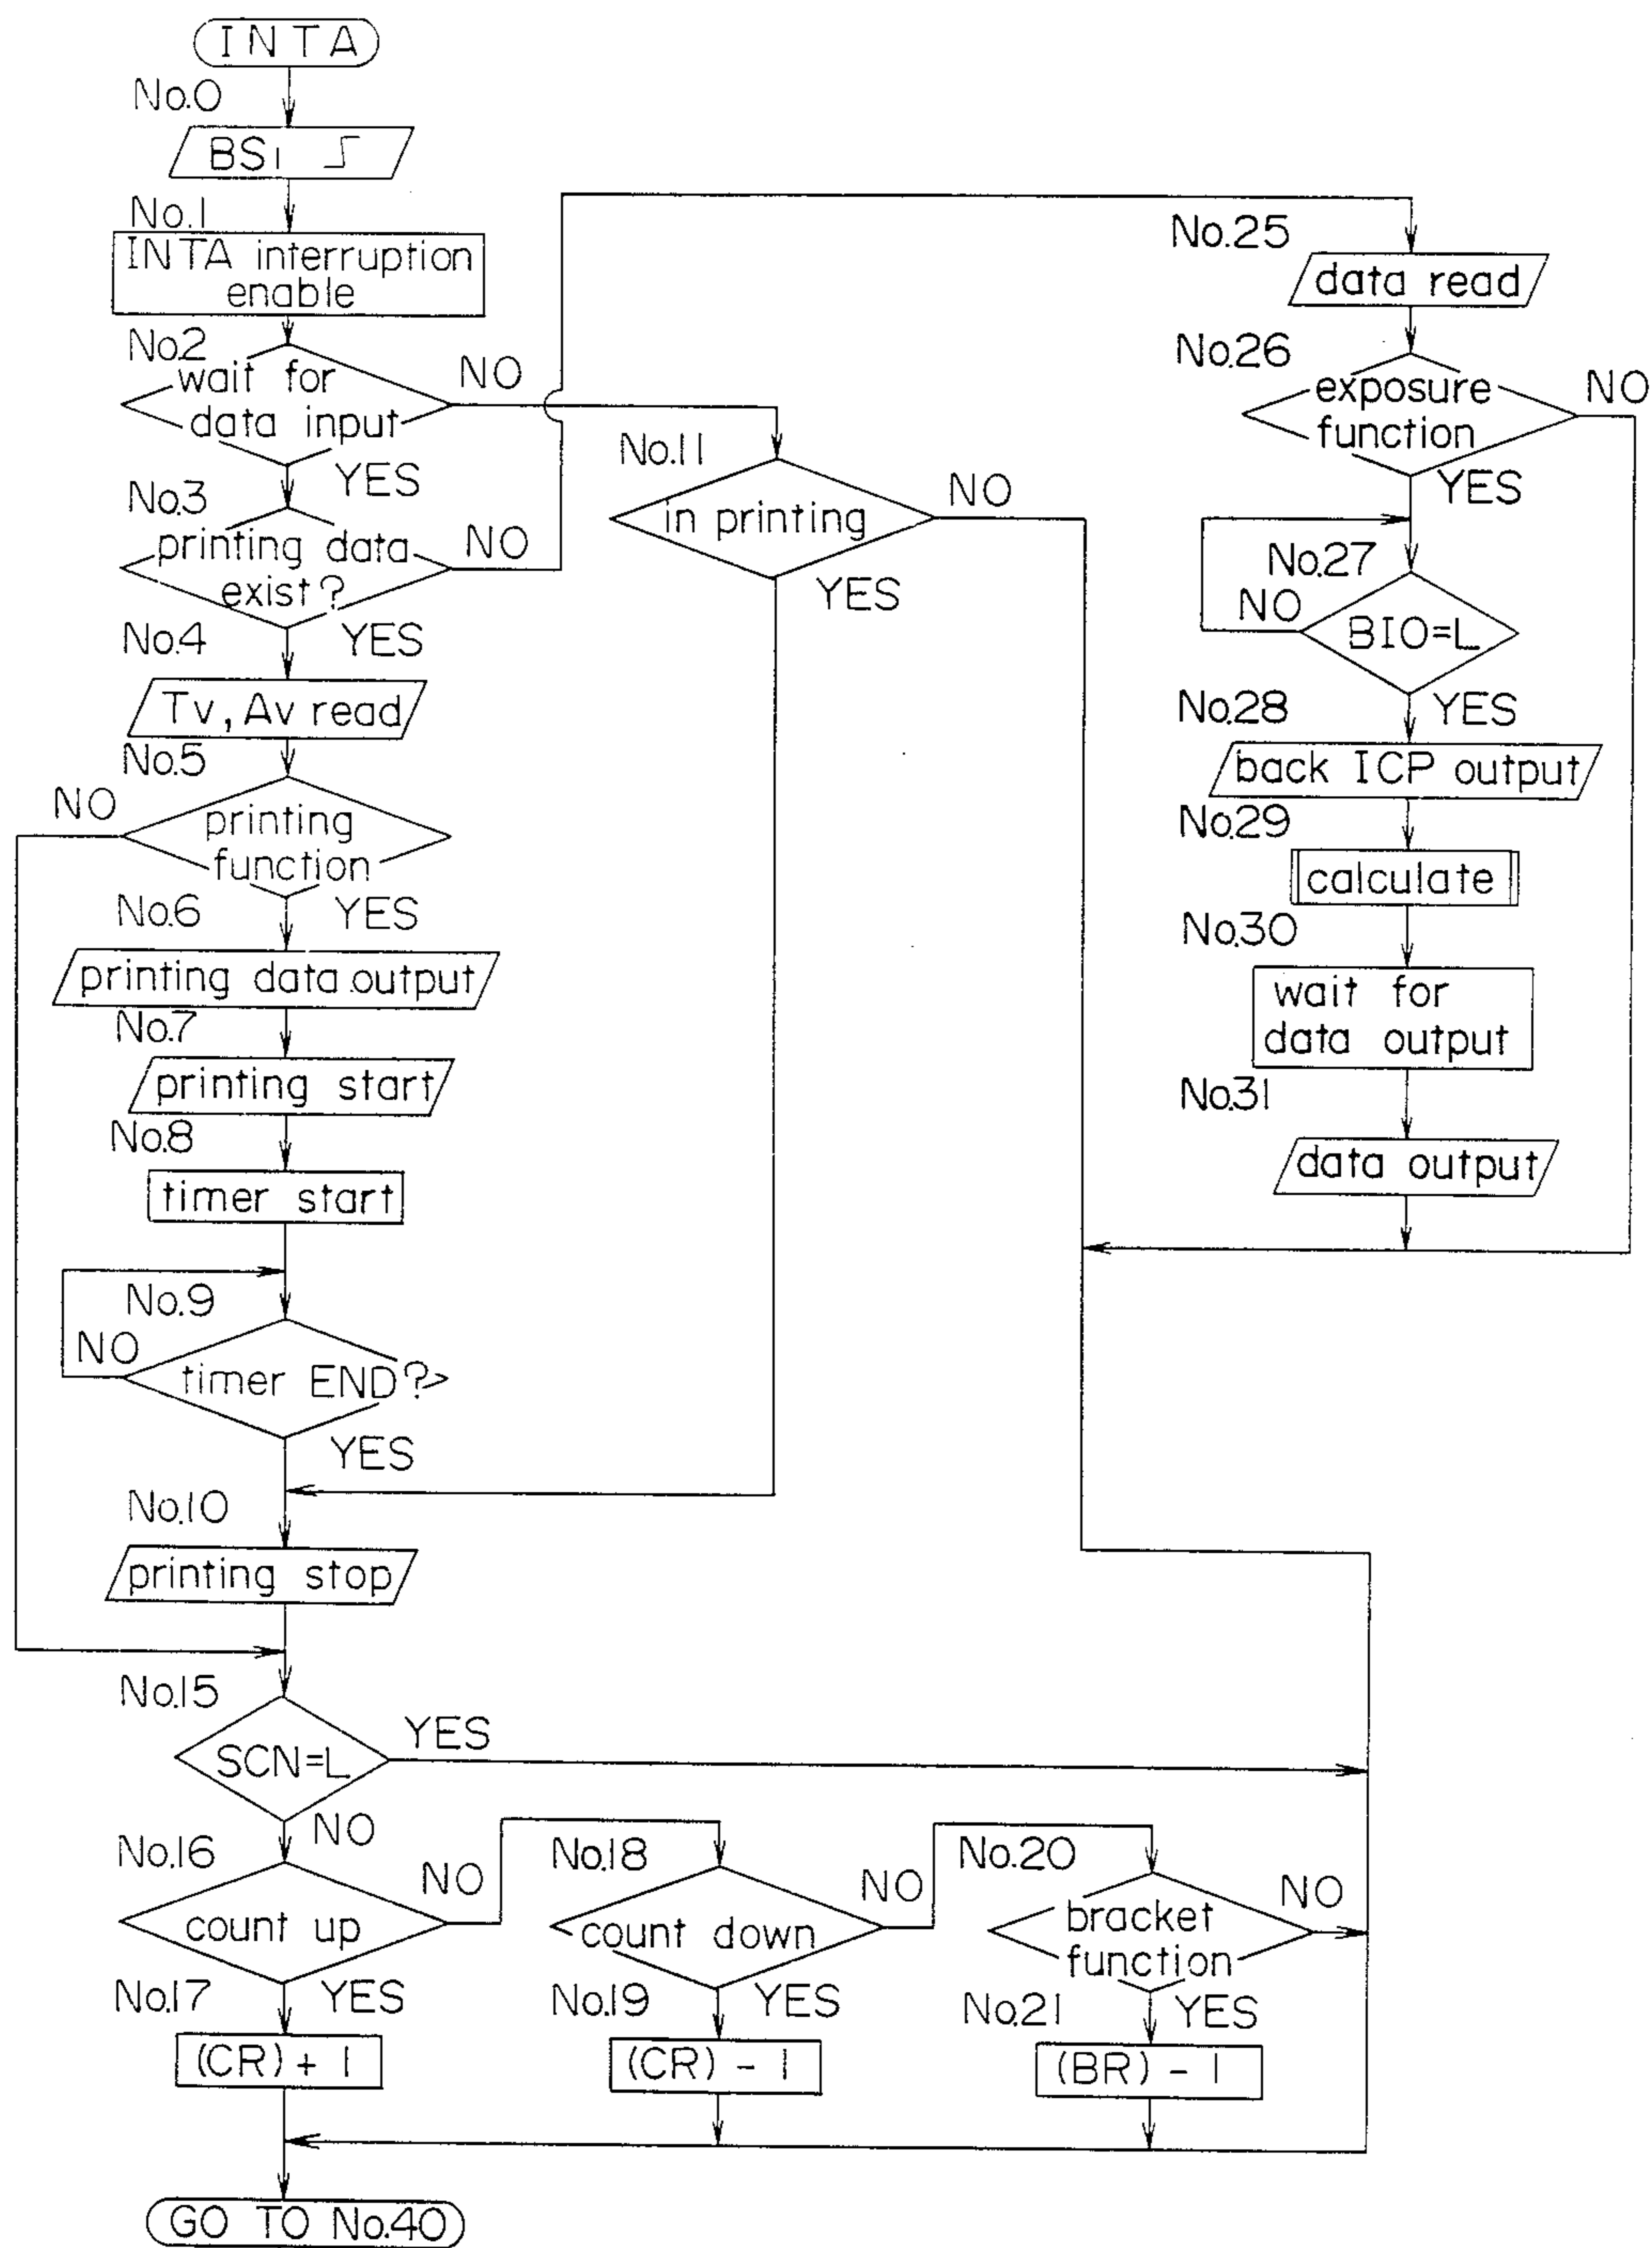 INTA
No.0
BS1
No.1
INTA interruption
enable
No.2
wait for
data input
NO
YES
No.3
printing data
exist?
NO
YES
No.4
Tv, Av read
No.5
printing
function
NO
YES
No.6
printing data output
No.7
printing start
No.8
timer start
No.9
timer END?
NO
YES
No.10
printing stop
No.11
in printing
NO
YES
No.25
data read
No.26
exposure
function
NO
YES
No.27
BIO=L
NO
YES
No.28
back ICP output
No.29
calculate
No.30
wait for
data output
No.31
data output
No.15
SCN=L
YES
NO
No.16
count up
NO
YES
No.17
(CR) + 1
No.18
count down
NO
YES
No.19
(CR) - 1
No.20
bracket
function
NO
YES
No.21
(BR) - 1
GO TO No.40